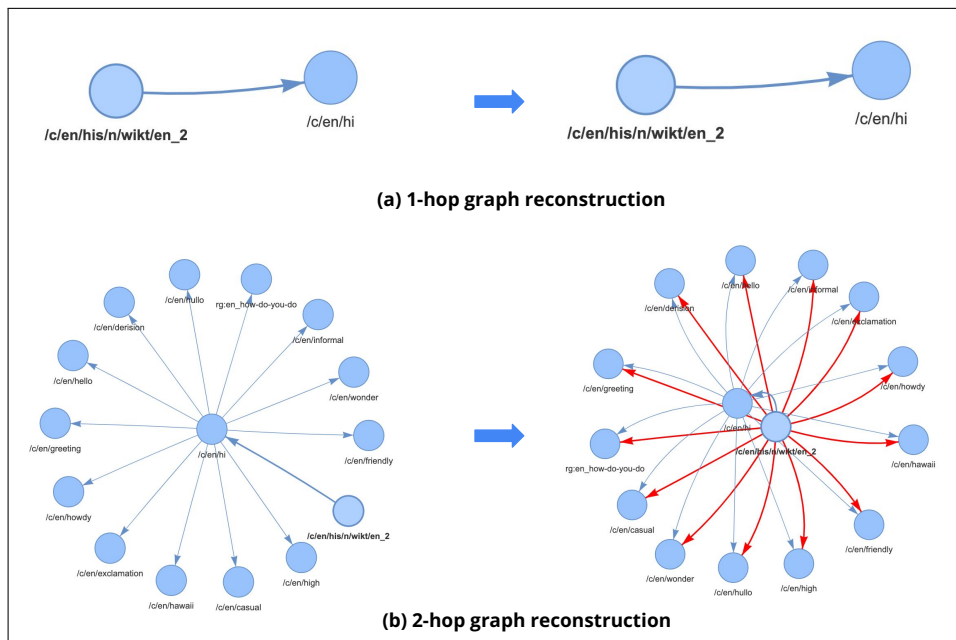 /c/en/hi
/c/en/his/n/wikt/en_2
/c/en/hi
/c/en/his/n/wikt/en_2
(a) 1-hop graph reconstruction
/c/en/hullo
rg:en_how-do-you-do
/c/en/derision
/c/en/informal
/c/en/hello
/c/en/wonder
/c/en/greeting
/c/en/hi
/c/en/friendly
/c/en/howdy
/c/en/his/n/wikt/en_2
/c/en/exclamation
/c/en/high
/c/en/hawaii
/c/en/casual
/c/en/hello
/c/en/informal
/c/en/derision
/c/en/exclamation
/c/en/greeting
/c/en/howdy
/c/en/hi
/c/en/his/n/wikt/en_2
rg:en_how-do-you-do
/c/en/hawaii
/c/en/casual
/c/en/friendly
/c/en/wonder
/c/en/hullo
/c/en/high
(b) 2-hop graph reconstruction